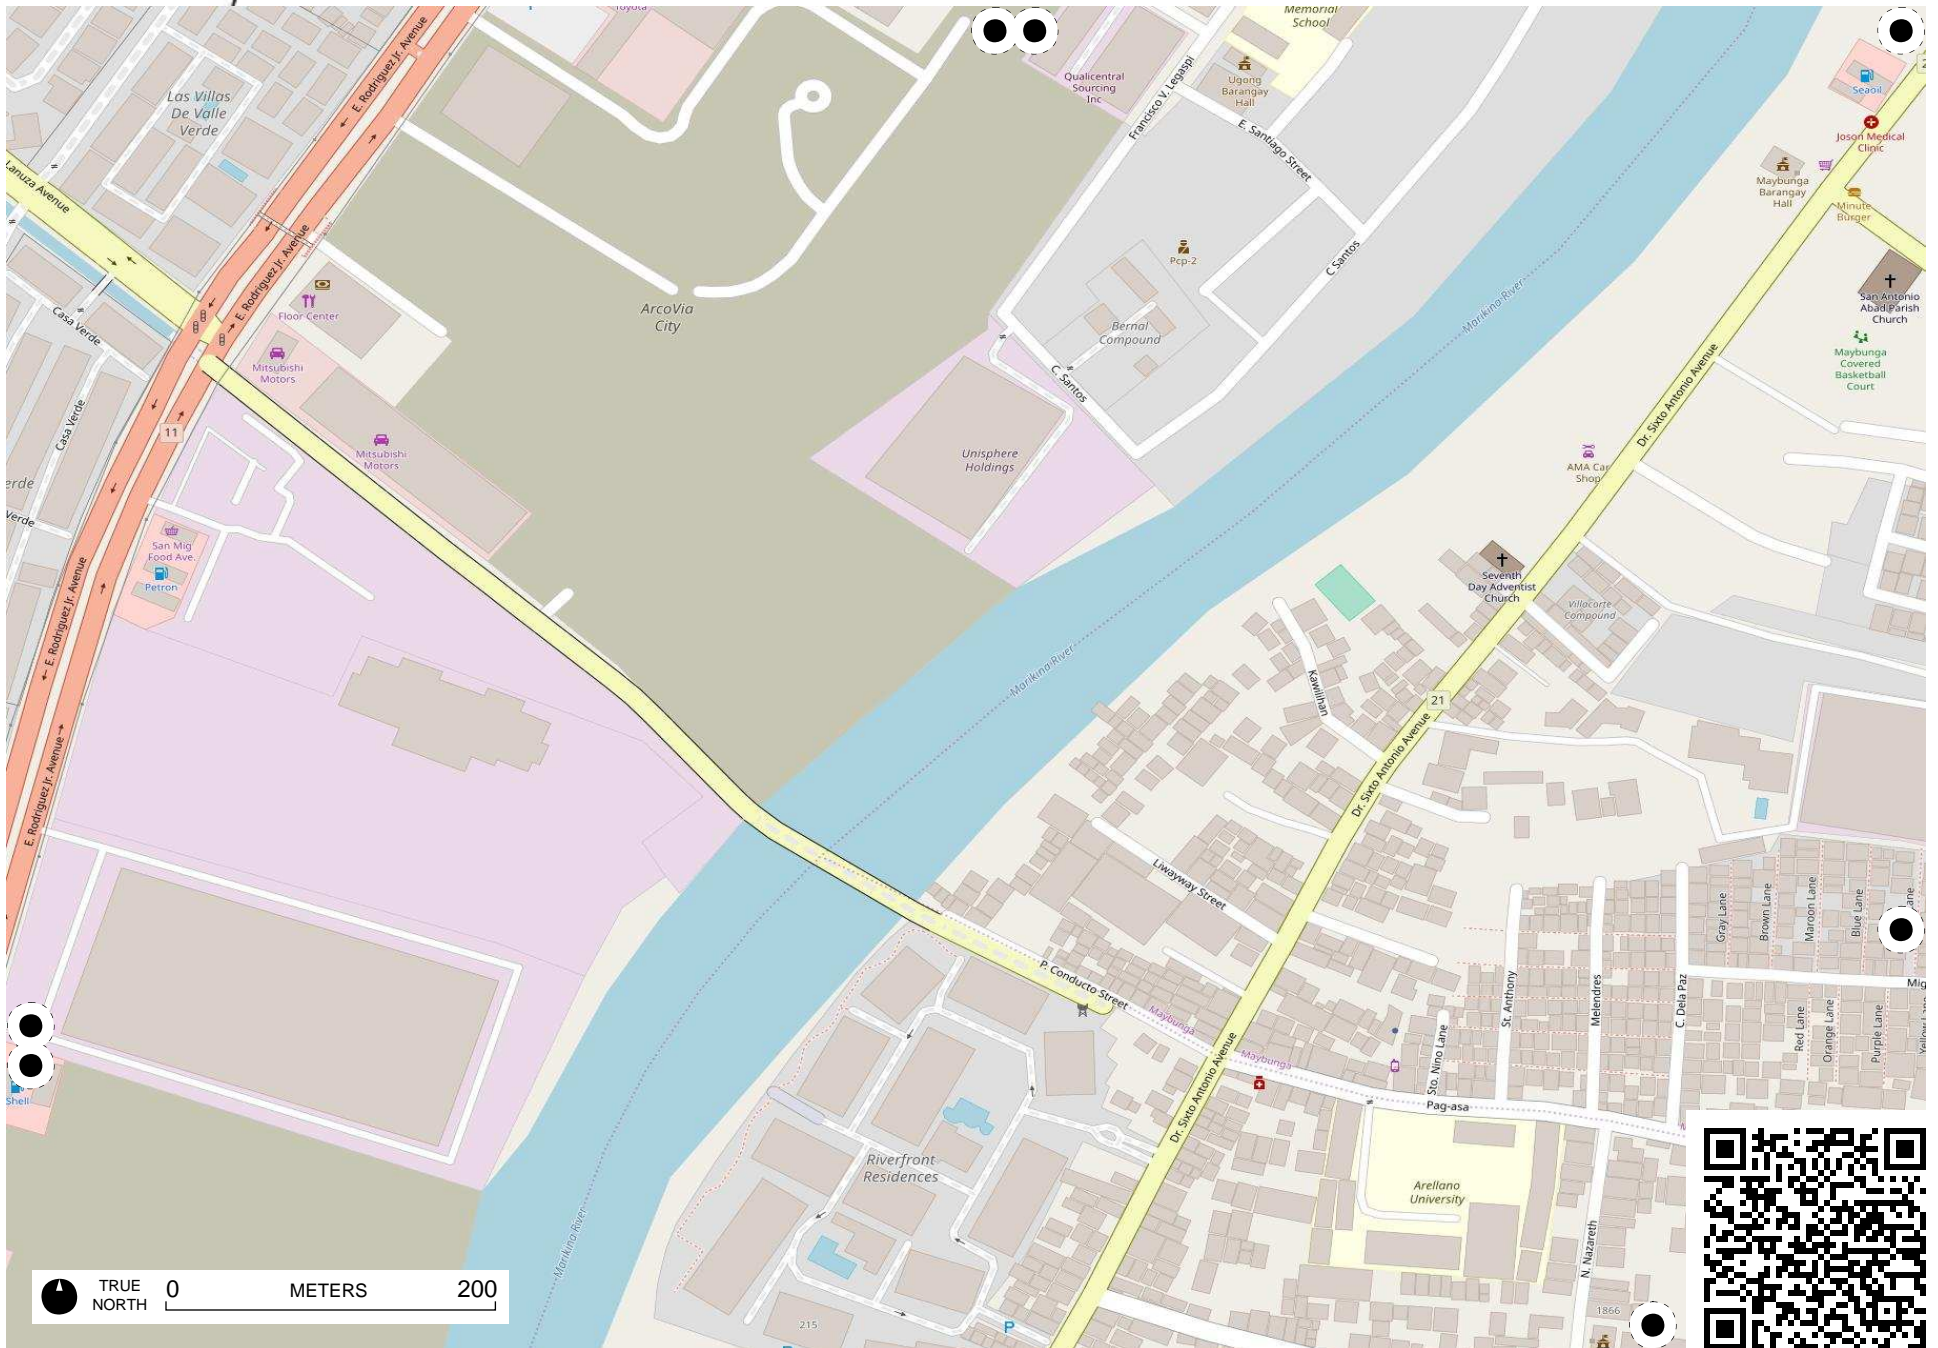 Toyota
Memorial
School
Las Villas
De Valle
Verde
E. Rodriguez Jr. Avenue
Qualicentral
Sourcing
Inc
Francisco V. Legaspi
Ugong
Barangay
Hall
E. Santiago Street
Seaoil
Joson Medical
Clinic
Maybunga
Barangay
Hall
Minute
Burger
Lanuza Avenue
E. Rodriguez Jr. Avenue
Pcp-2
C Santos
San Antonio
Abad Parish
Church
Casa Verde
Floor Center
ArcoVia
City
Bernal
Compound
Marikina River
Maybunga
Covered
Basketball
Court
Mitsubishi
Motors
C. Santos
Dr. Sixto Antonio Avenue
Casa Verde
11
Mitsubishi
Motors
Unisphere
Holdings
AMA Car
Shop
erde
Verde
San Mig
Food Ave.
Petron
Seventh
Day Adventist
Church
Villacorte
Compound
E. Rodriguez Jr. Avenue
Marikina River
Kawilihan
21
Dr. Sixto Antonio Avenue
E. Rodriguez Jr. Avenue
Liwayway Street
Gray Lane
Brown Lane
Maroon Lane
Blue Lane
ane
P. Conducto Street
Maybunga
St. Anthony
Melendres
C. Dela Paz
Mig
Red Lane
Orange Lane
Purple Lane
Yellow Lane
Maybunga
Sto. Nino Lane
Dr. Sixto Antonio Avenue
Pag-asa
Shell
Riverfront
Residences
Arellano
University
Marikina River
N. Nazareth
TRUE
NORTH
0 METERS 200
215
P
1866